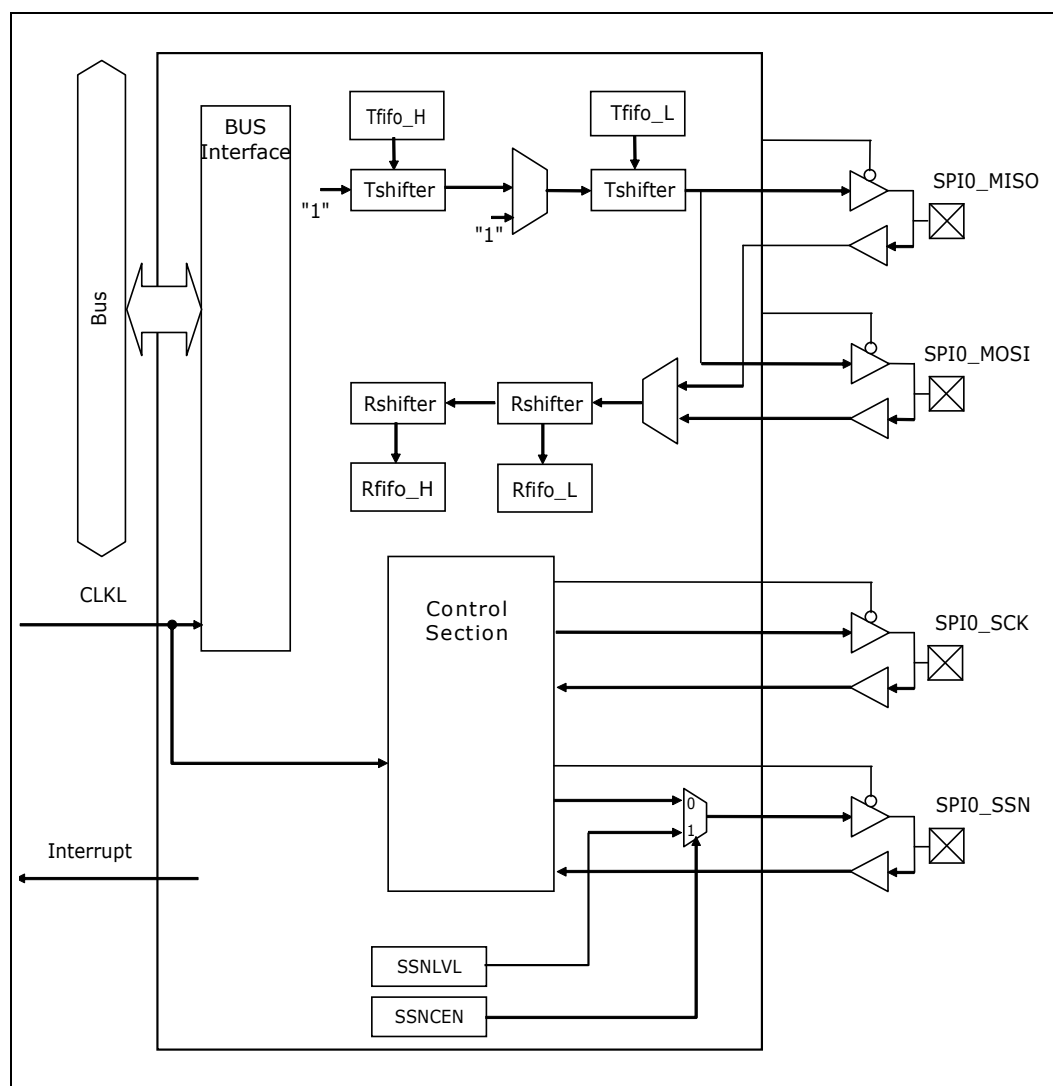 Tfifo_H
Tfifo_L
BUS
Interface
Tshifter
Tshifter
"1"
"1"
SPI0_MISO
Bus
SPI0_MOSI
Rshifter
Rshifter
Rfifo_H
Rfifo_L
CLKL
Control
Section
SPI0_SCK
0
1
SPI0_SSN
Interrupt
SSNLVL
SSNCEN